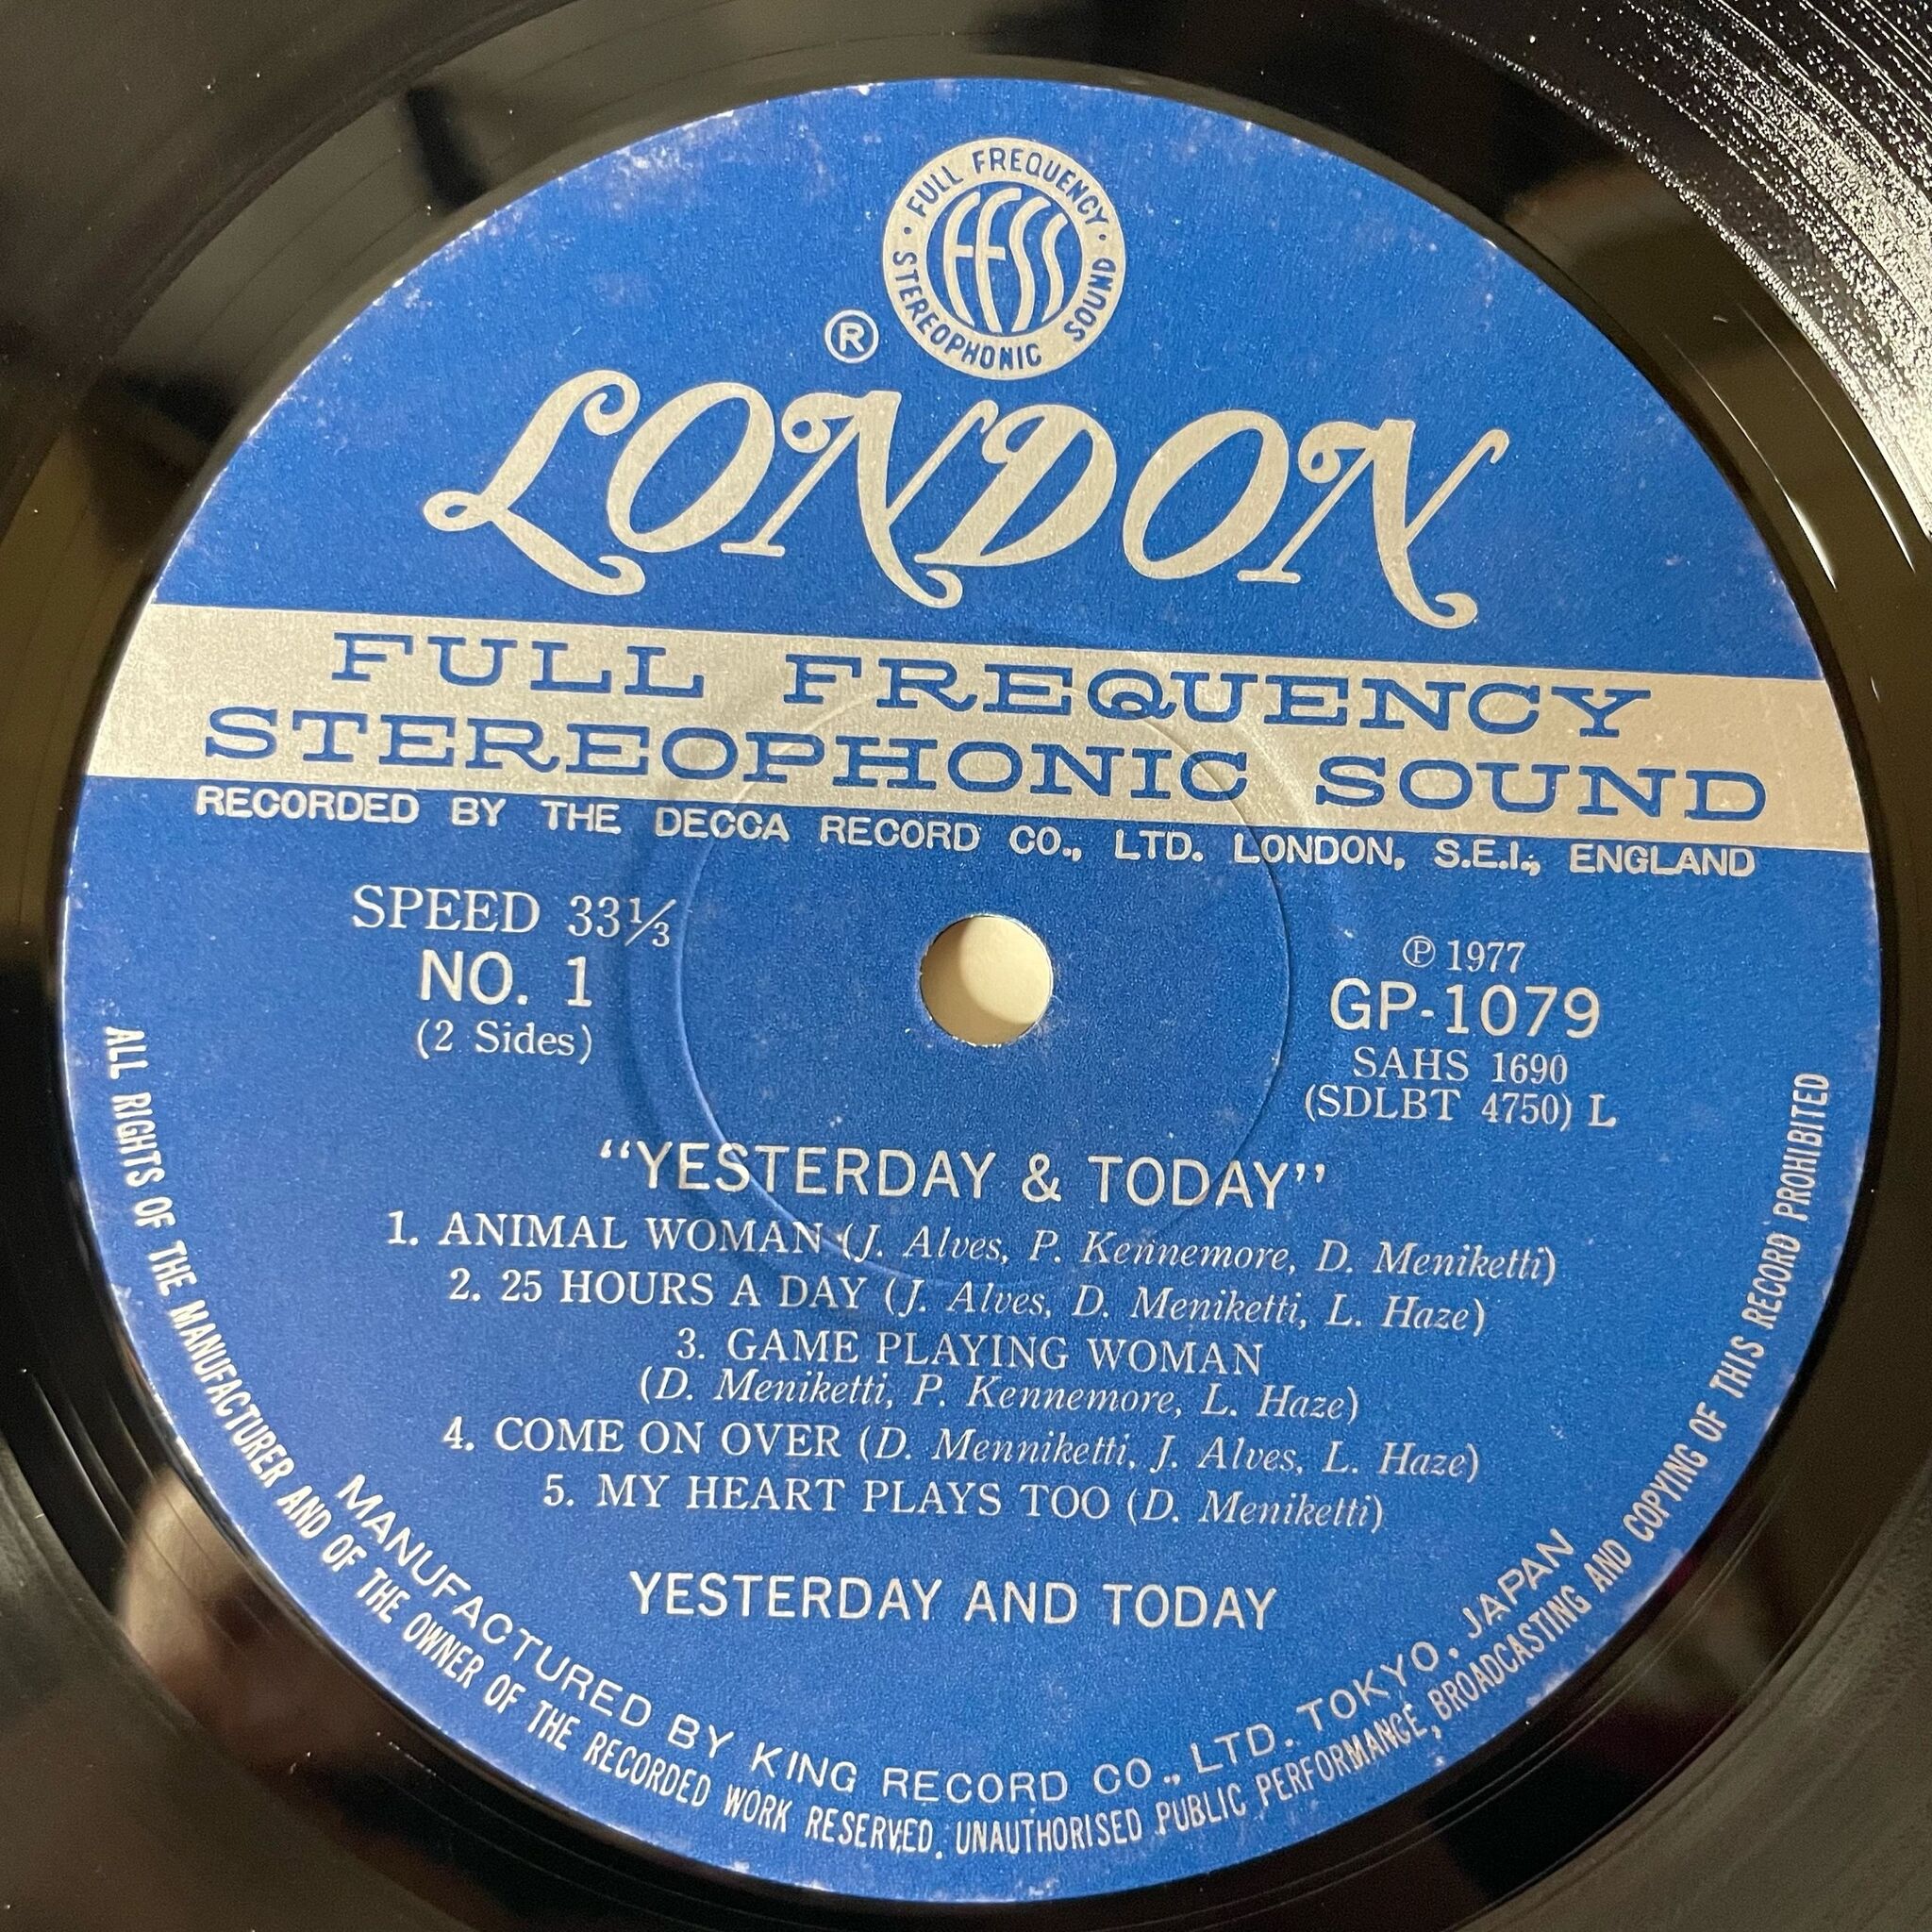 · FULL FREQUENCY · STEREOPHONIC SOUND
FFSS
®
LONDON
FULL FREQUENCY
STEREOPHONIC SOUND
RECORDED BY THE DECCA RECORD CO., LTD. LONDON, S.E.I., ENGLAND
SPEED 33⅓
NO. 1
(2 Sides)
℗ 1977
GP-1079
SAHS 1690
(SDLBT 4750) L
“YESTERDAY & TODAY”
1. ANIMAL WOMAN (J. Alves, P. Kennemore, D. Meniketti)
2. 25 HOURS A DAY (J. Alves, D. Meniketti, L. Haze)
3. GAME PLAYING WOMAN
(D. Meniketti, P. Kennemore, L. Haze)
4. COME ON OVER (D. Menniketti, J. Alves, L. Haze)
5. MY HEART PLAYS TOO (D. Meniketti)
YESTERDAY AND TODAY
MANUFACTURED BY KING RECORD CO., LTD. TOKYO, JAPAN
ALL RIGHTS OF THE MANUFACTURER AND OF THE OWNER OF THE RECORDED WORK RESERVED. UNAUTHORISED PUBLIC PERFORMANCE, BROADCASTING AND COPYING OF THIS RECORD PROHIBITED